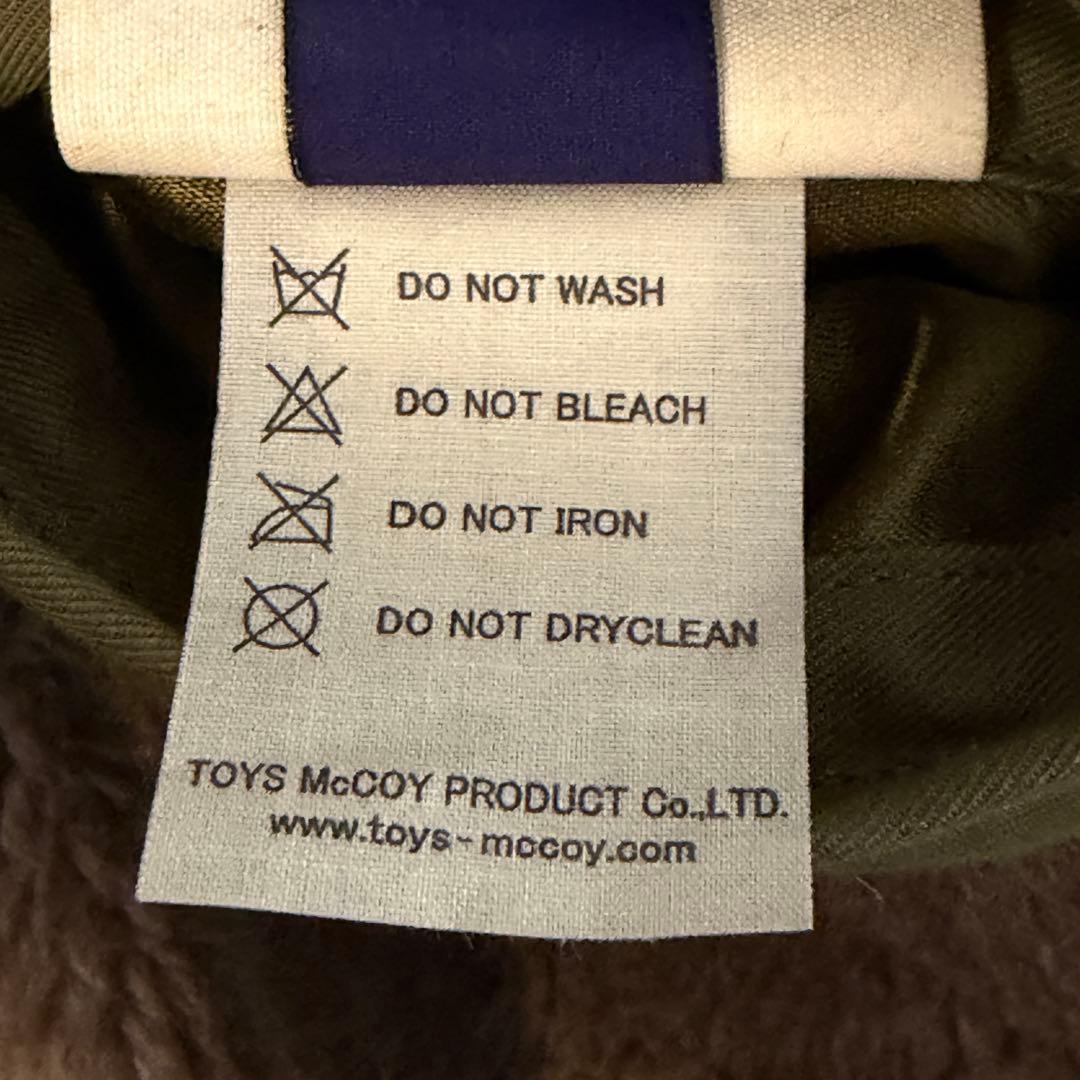 DO NOT WASH
DO NOT BLEACH
DO NOT IRON
DO NOT DRYCLEAN
TOYS McCOY PRODUCT Co.,LTD.
www.toys-mccoy.com